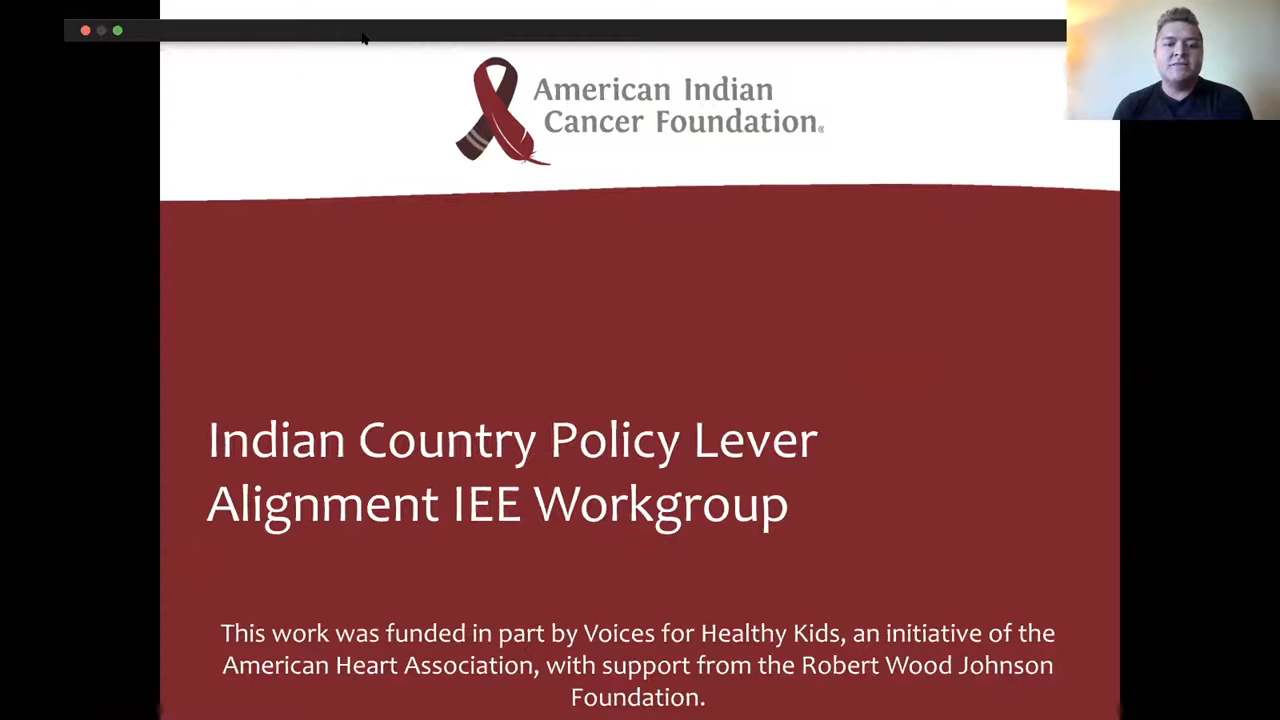 American Indian
Cancer Foundation®
Indian Country Policy Lever
Alignment IEE Workgroup
This work was funded in part by Voices for Healthy Kids, an initiative of the
American Heart Association, with support from the Robert Wood Johnson
Foundation.